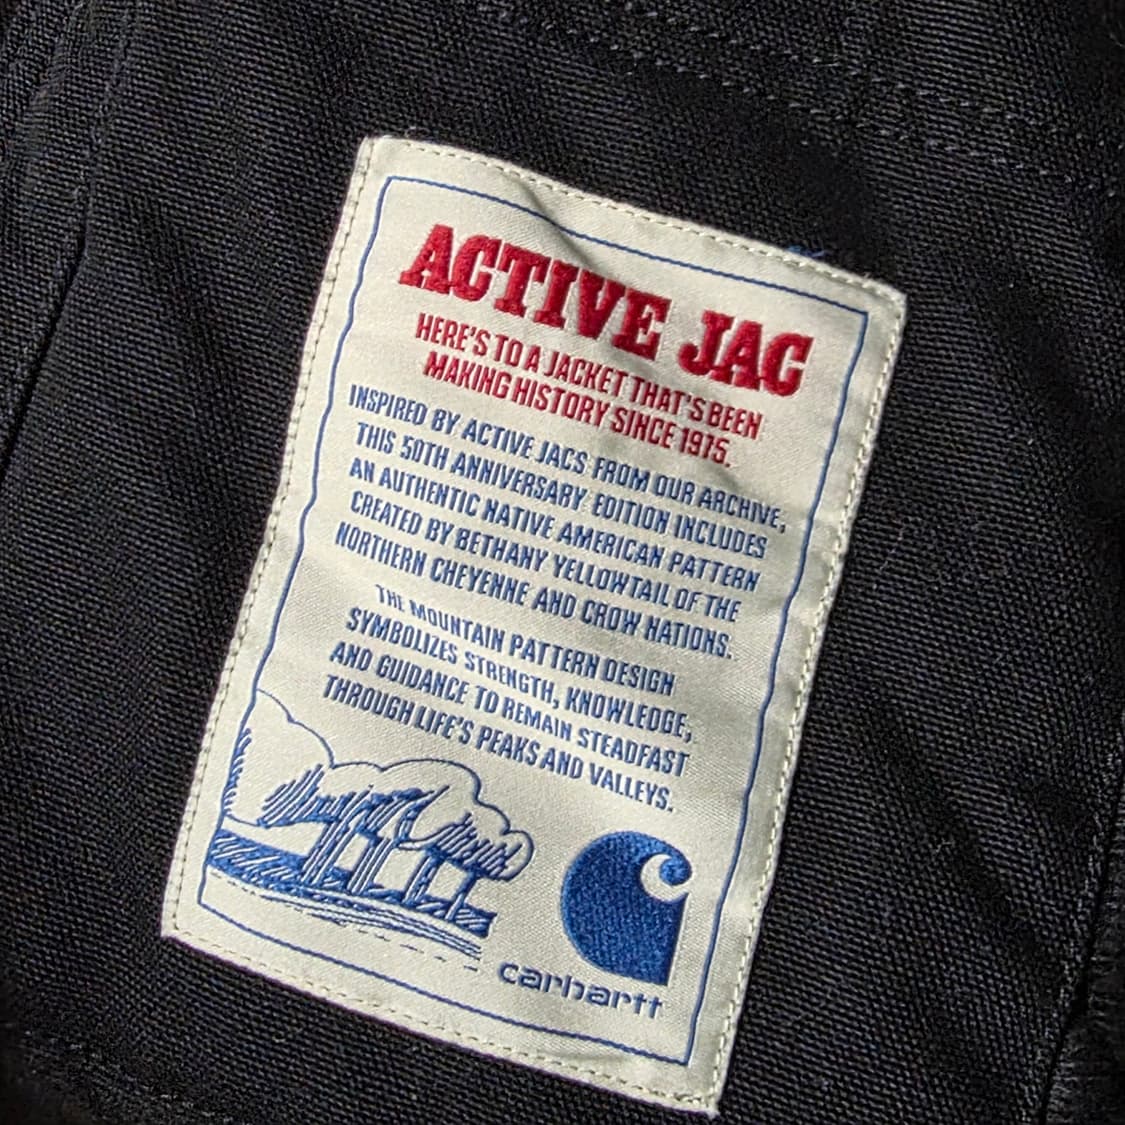 ACTIVE JAC
HERE'S TO A JACKET THAT'S BEEN
MAKING HISTORY SINCE 1975.
INSPIRED BY ACTIVE JACS FROM OUR ARCHIVE,
THIS 50TH ANNIVERSARY EDITION INCLUDES
AN AUTHENTIC NATIVE AMERICAN PATTERN
CREATED BY BETHANY YELLOWTAIL OF THE
NORTHERN CHEYENNE AND CROW NATIONS.
THE MOUNTAIN PATTERN DESIGN
SYMBOLIZES STRENGTH, KNOWLEDGE,
AND GUIDANCE TO REMAIN STEADFAST
THROUGH LIFE'S PEAKS AND VALLEYS.
carhartt